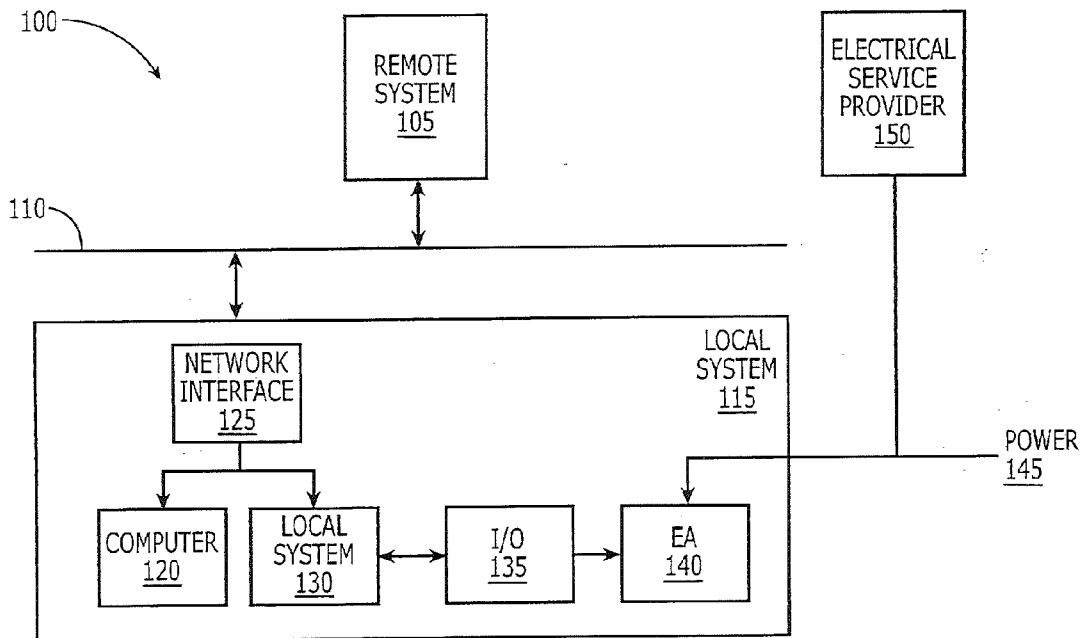 100
REMOTE
SYSTEM
105
ELECTRICAL
SERVICE
PROVIDER
150
110
NETWORK
INTERFACE
125
LOCAL
SYSTEM
115
POWER
145
COMPUTER
120
LOCAL
SYSTEM
130
I/O
135
EA
140